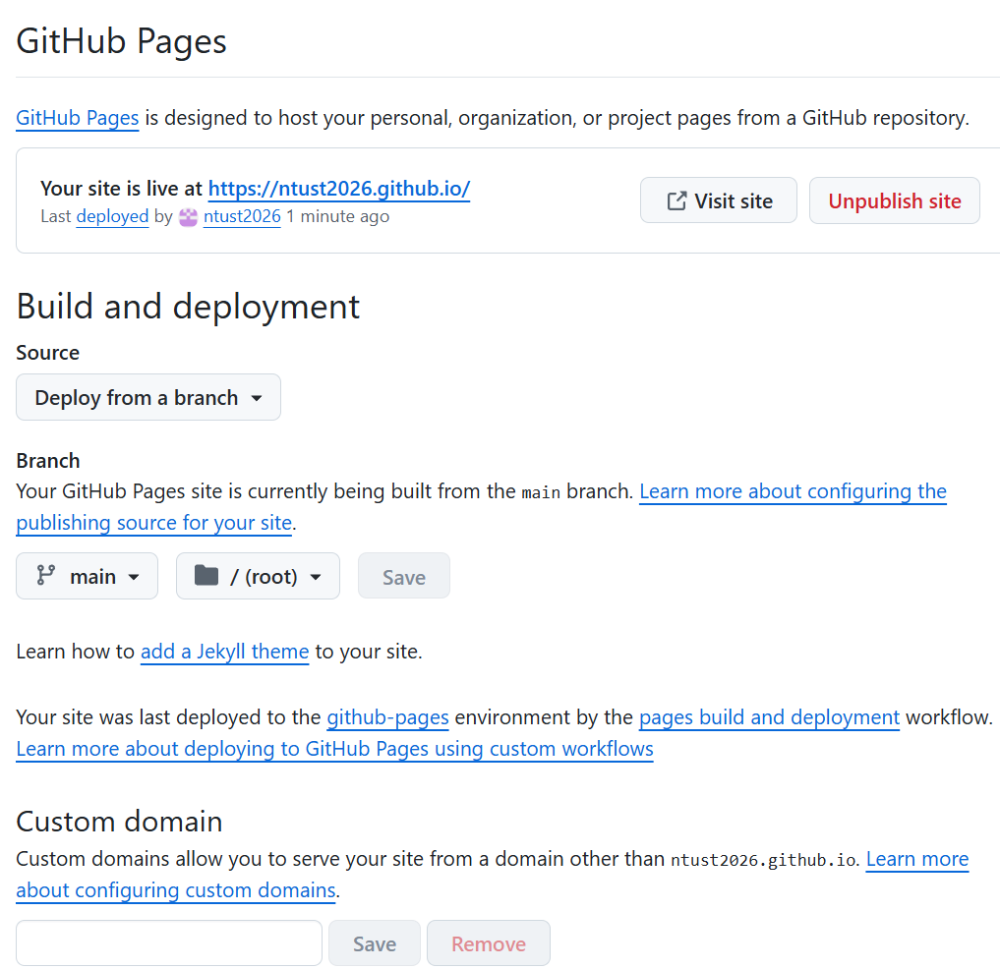 GitHub Pages
GitHub Pages is designed to host your personal, organization, or project pages from a GitHub repository.
Your site is live at https://ntust2026.github.io/
Last deployed by ntust2026 1 minute ago
Visit site
Unpublish site
Build and deployment
Source
Deploy from a branch
Branch
Your GitHub Pages site is currently being built from the main branch. Learn more about configuring the
publishing source for your site.
main
/ (root)
Save
Learn how to add a Jekyll theme to your site.
Your site was last deployed to the github-pages environment by the pages build and deployment workflow.
Learn more about deploying to GitHub Pages using custom workflows
Custom domain
Custom domains allow you to serve your site from a domain other than ntust2026.github.io. Learn more
about configuring custom domains.
Save
Remove